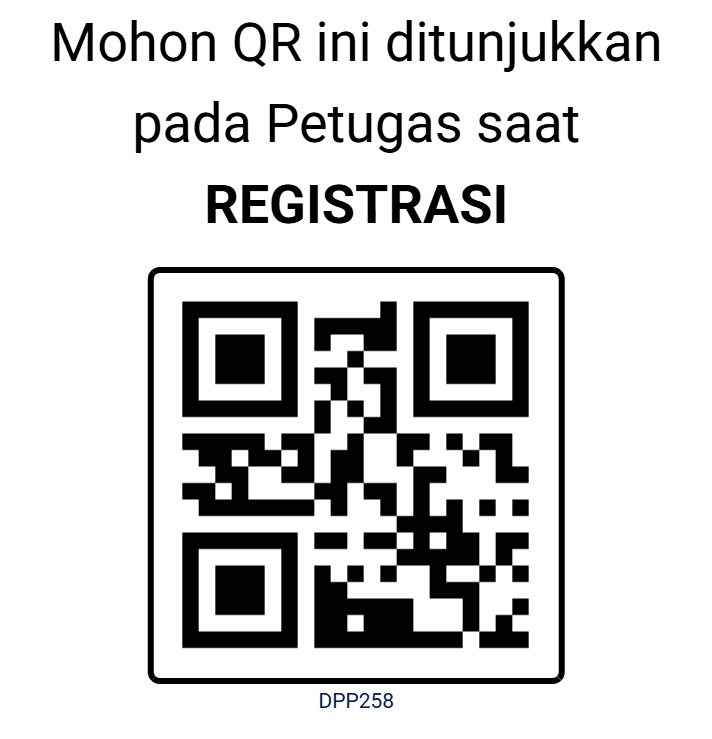 Mohon QR ini ditunjukkan
pada Petugas saat
REGISTRASI
DPP258